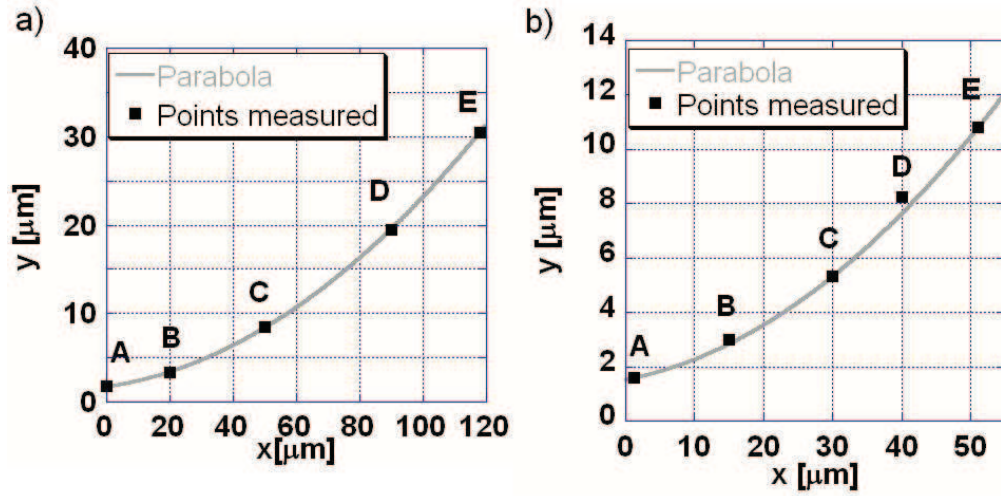 a)
40
30
20
10
0
y [μm]
Parabola
Points measured
A
B
C
D
E
0 20 40 60 80 100 120
x[μm]
b)
14
12
10
8
6
4
2
0
y [μm]
Parabola
Points measured
A
B
C
D
E
0 10 20 30 40 50
x [μm]